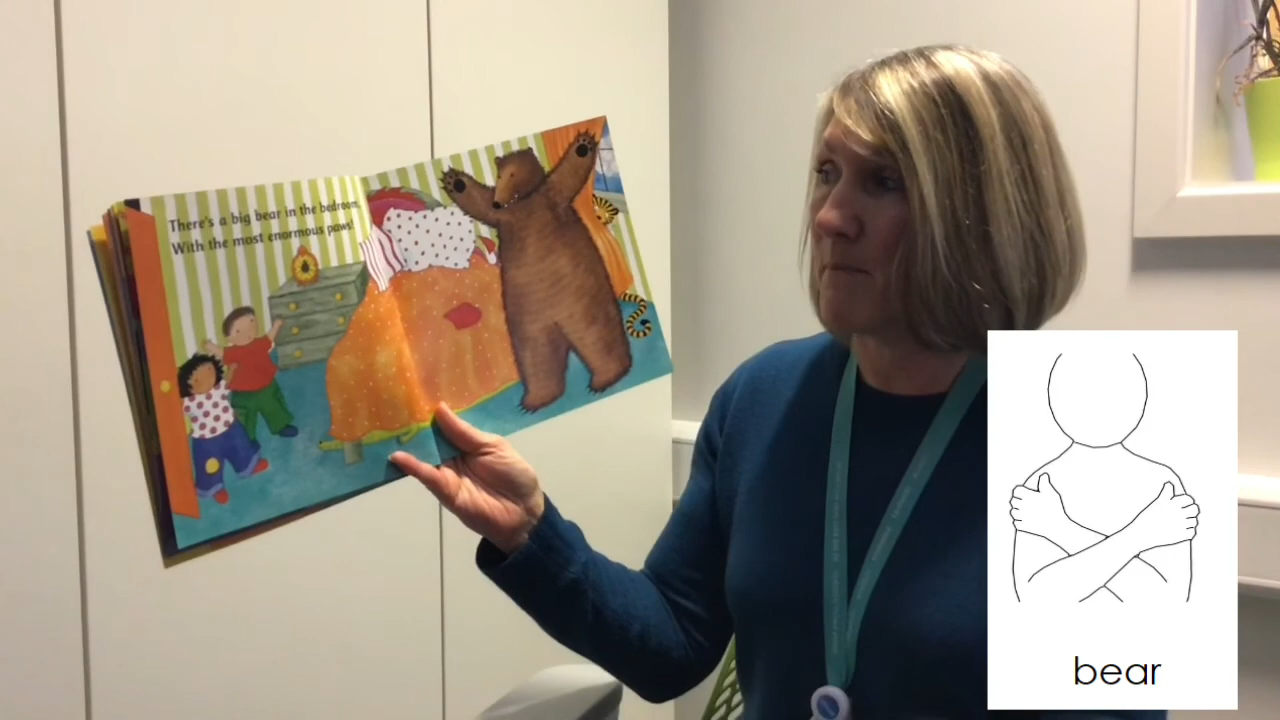 There's a big bear in the bedroom,
With the most enormous paws!
bear